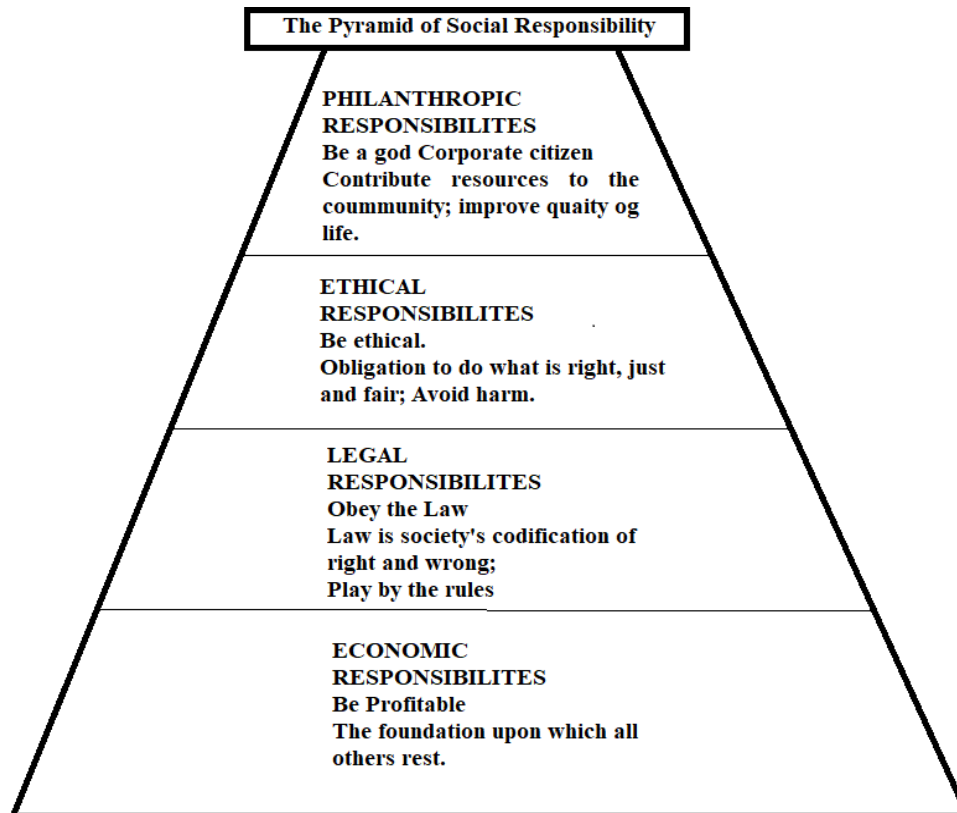 The Pyramid of Social Responsibility
PHILANTHROPIC
RESPONSIBILITES
Be a god Corporate citizen
Contribute resources to the
coummunity; improve quaity og
life.
ETHICAL
RESPONSIBILITES
Be ethical.
Obligation to do what is right, just
and fair; Avoid harm.
LEGAL
RESPONSIBILITES
Obey the Law
Law is society's codification of
right and wrong;
Play by the rules
ECONOMIC
RESPONSIBILITES
Be Profitable
The foundation upon which all
others rest.